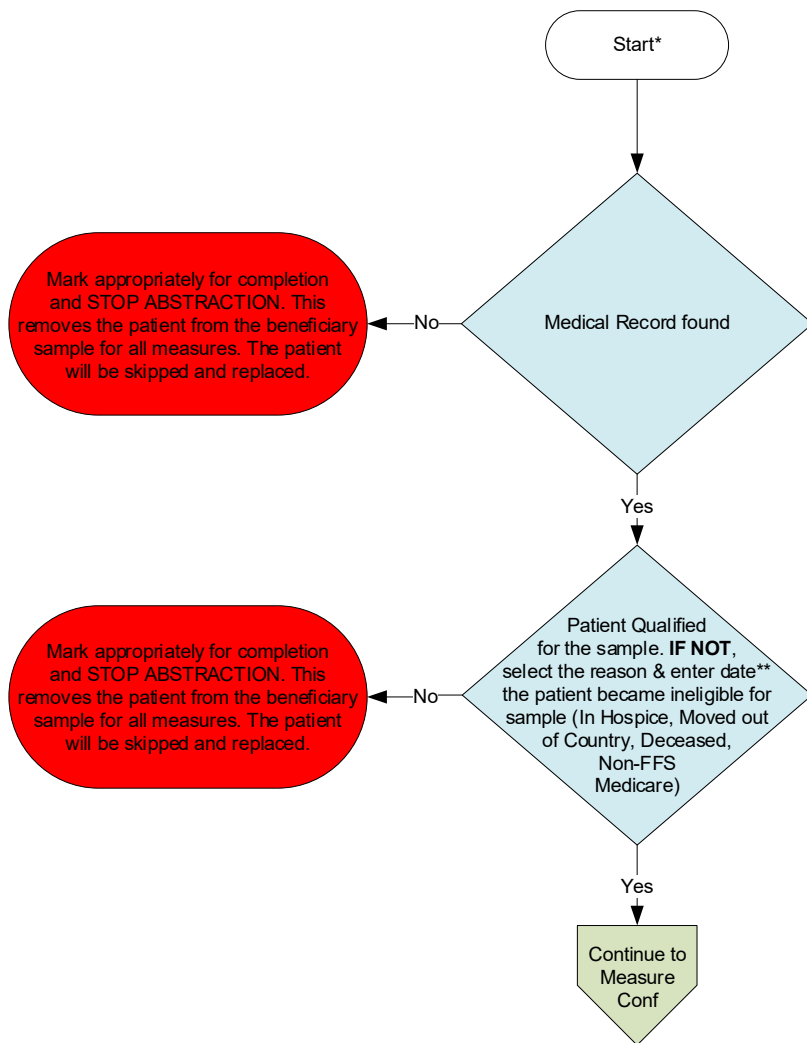 Start*
Medical Record found
No
Mark appropriately for completion
and STOP ABSTRACTION. This
removes the patient from the beneficiary
sample for all measures. The patient
will be skipped and replaced.
Yes
Patient Qualified
for the sample. IF NOT,
select the reason & enter date**
the patient became ineligible for
sample (In Hospice, Moved out
of Country, Deceased,
Non-FFS
Medicare)
No
Mark appropriately for completion
and STOP ABSTRACTION. This
removes the patient from the beneficiary
sample for all measures. The patient
will be skipped and replaced.
Yes
Continue to
Measure
Conf